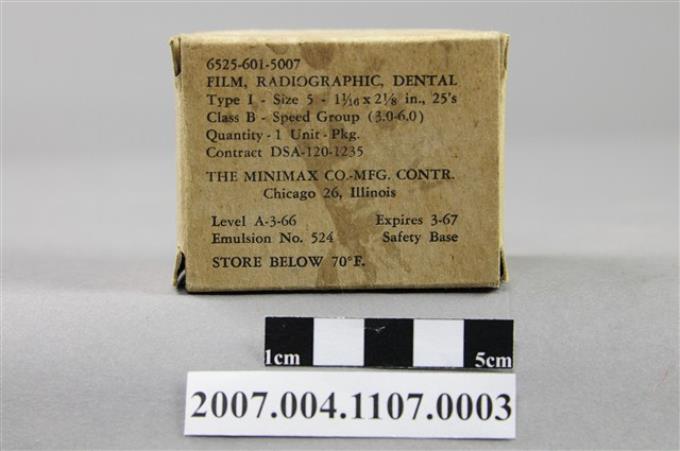 6525-601-5007
FILM, RADIOGRAPHIC, DENTAL
Type I - Size 5 - 1 5/16 x 2 1/8 in., 25's
Class B - Speed Group (3.0-6.0)
Quantity - 1 Unit - Pkg.
Contract DSA-120-1235
THE MINIMAX CO.-MFG. CONTR.
Chicago 26, Illinois
Level A-3-66 Expires 3-67
Emulsion No. 524 Safety Base
STORE BELOW 70°F.
1cm 5cm
2007.004.1107.0003